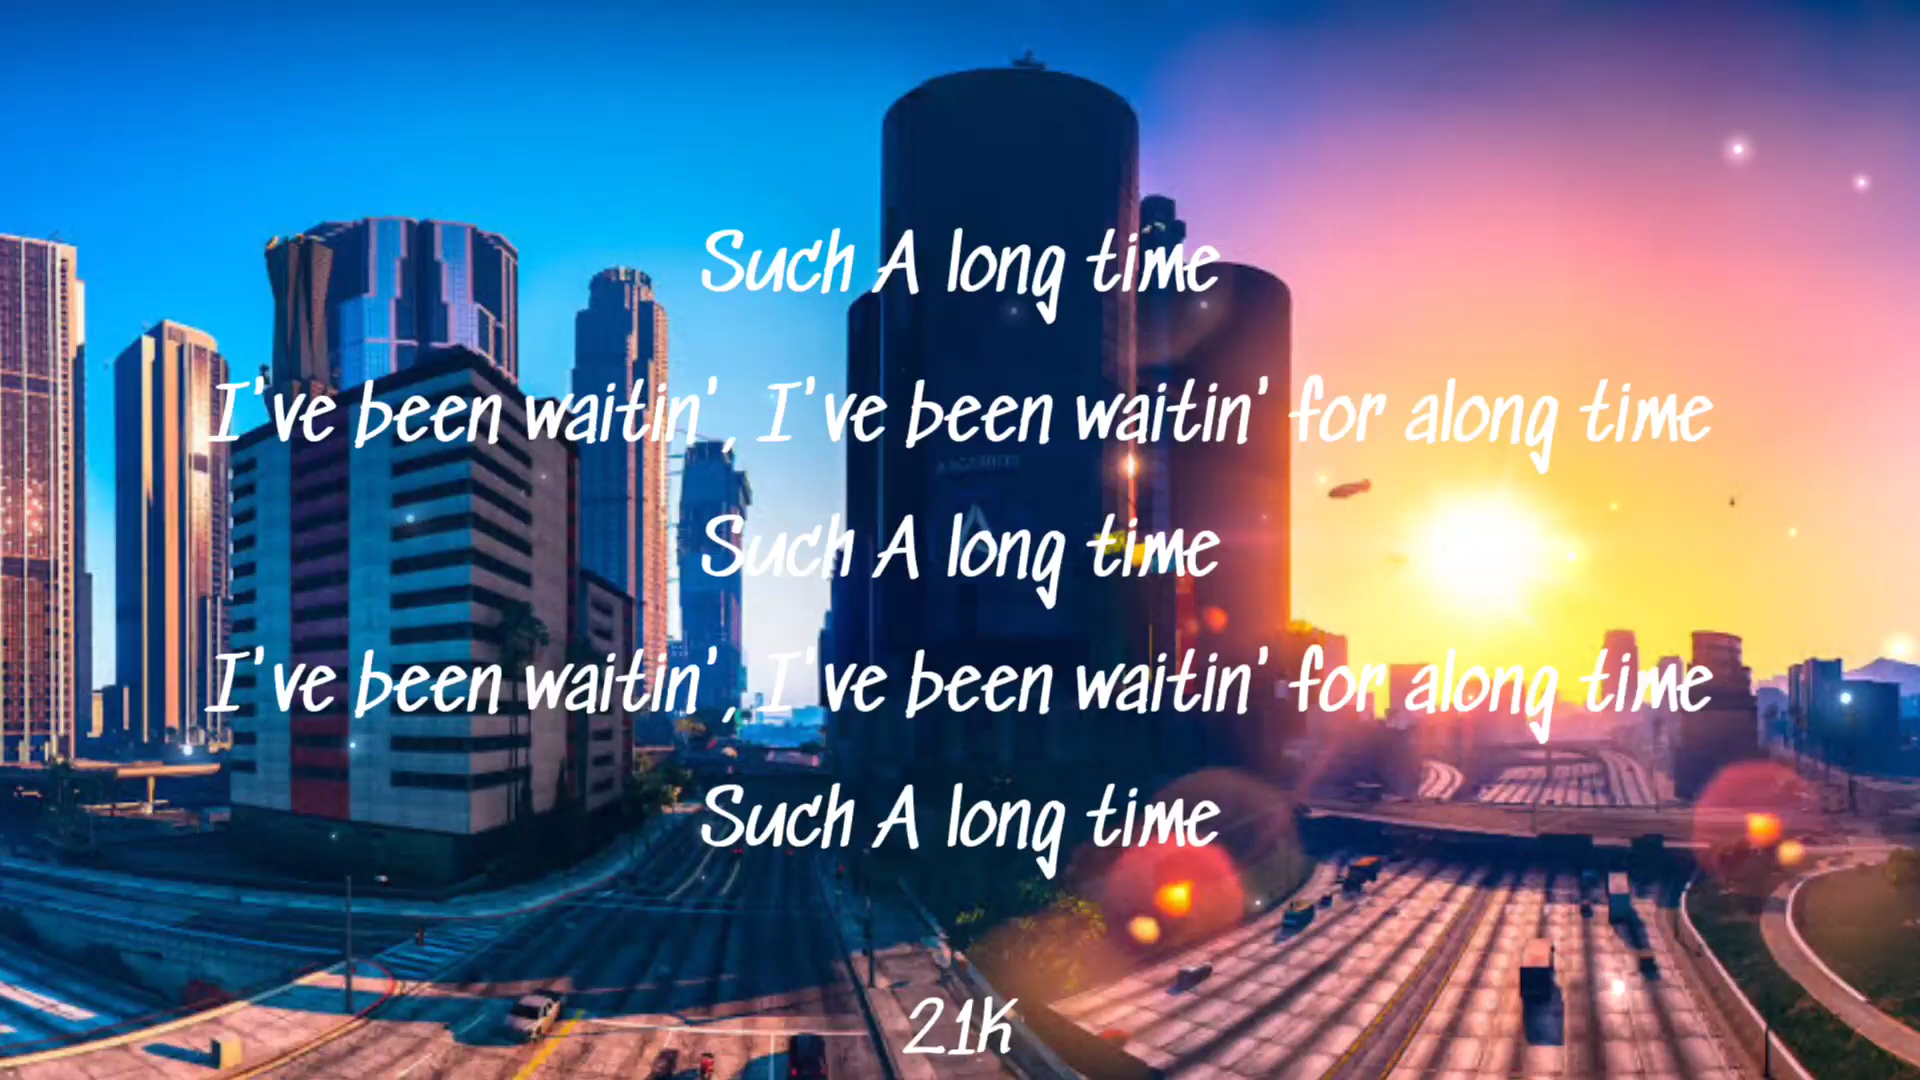 Such A long time
I've been waitin', I've been waitin' for along time
Such A long time
I've been waitin', I've been waitin' for along time
Such A long time
21K